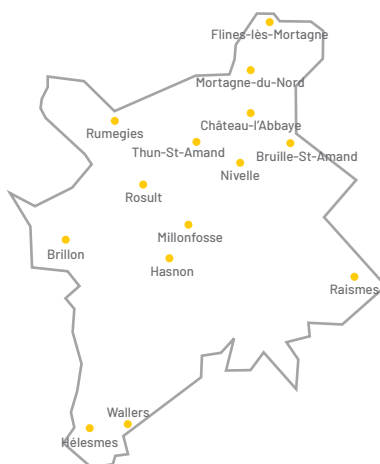 Flines-lès-Mortagne
Mortagne-du-Nord
Château-l'Abbaye
Rumegies
Thun-St-Amand
Bruille-St-Amand
Nivelle
Rosult
Millonfosse
Brillon
Hasnon
Raismes
Wallers
Hélesmes